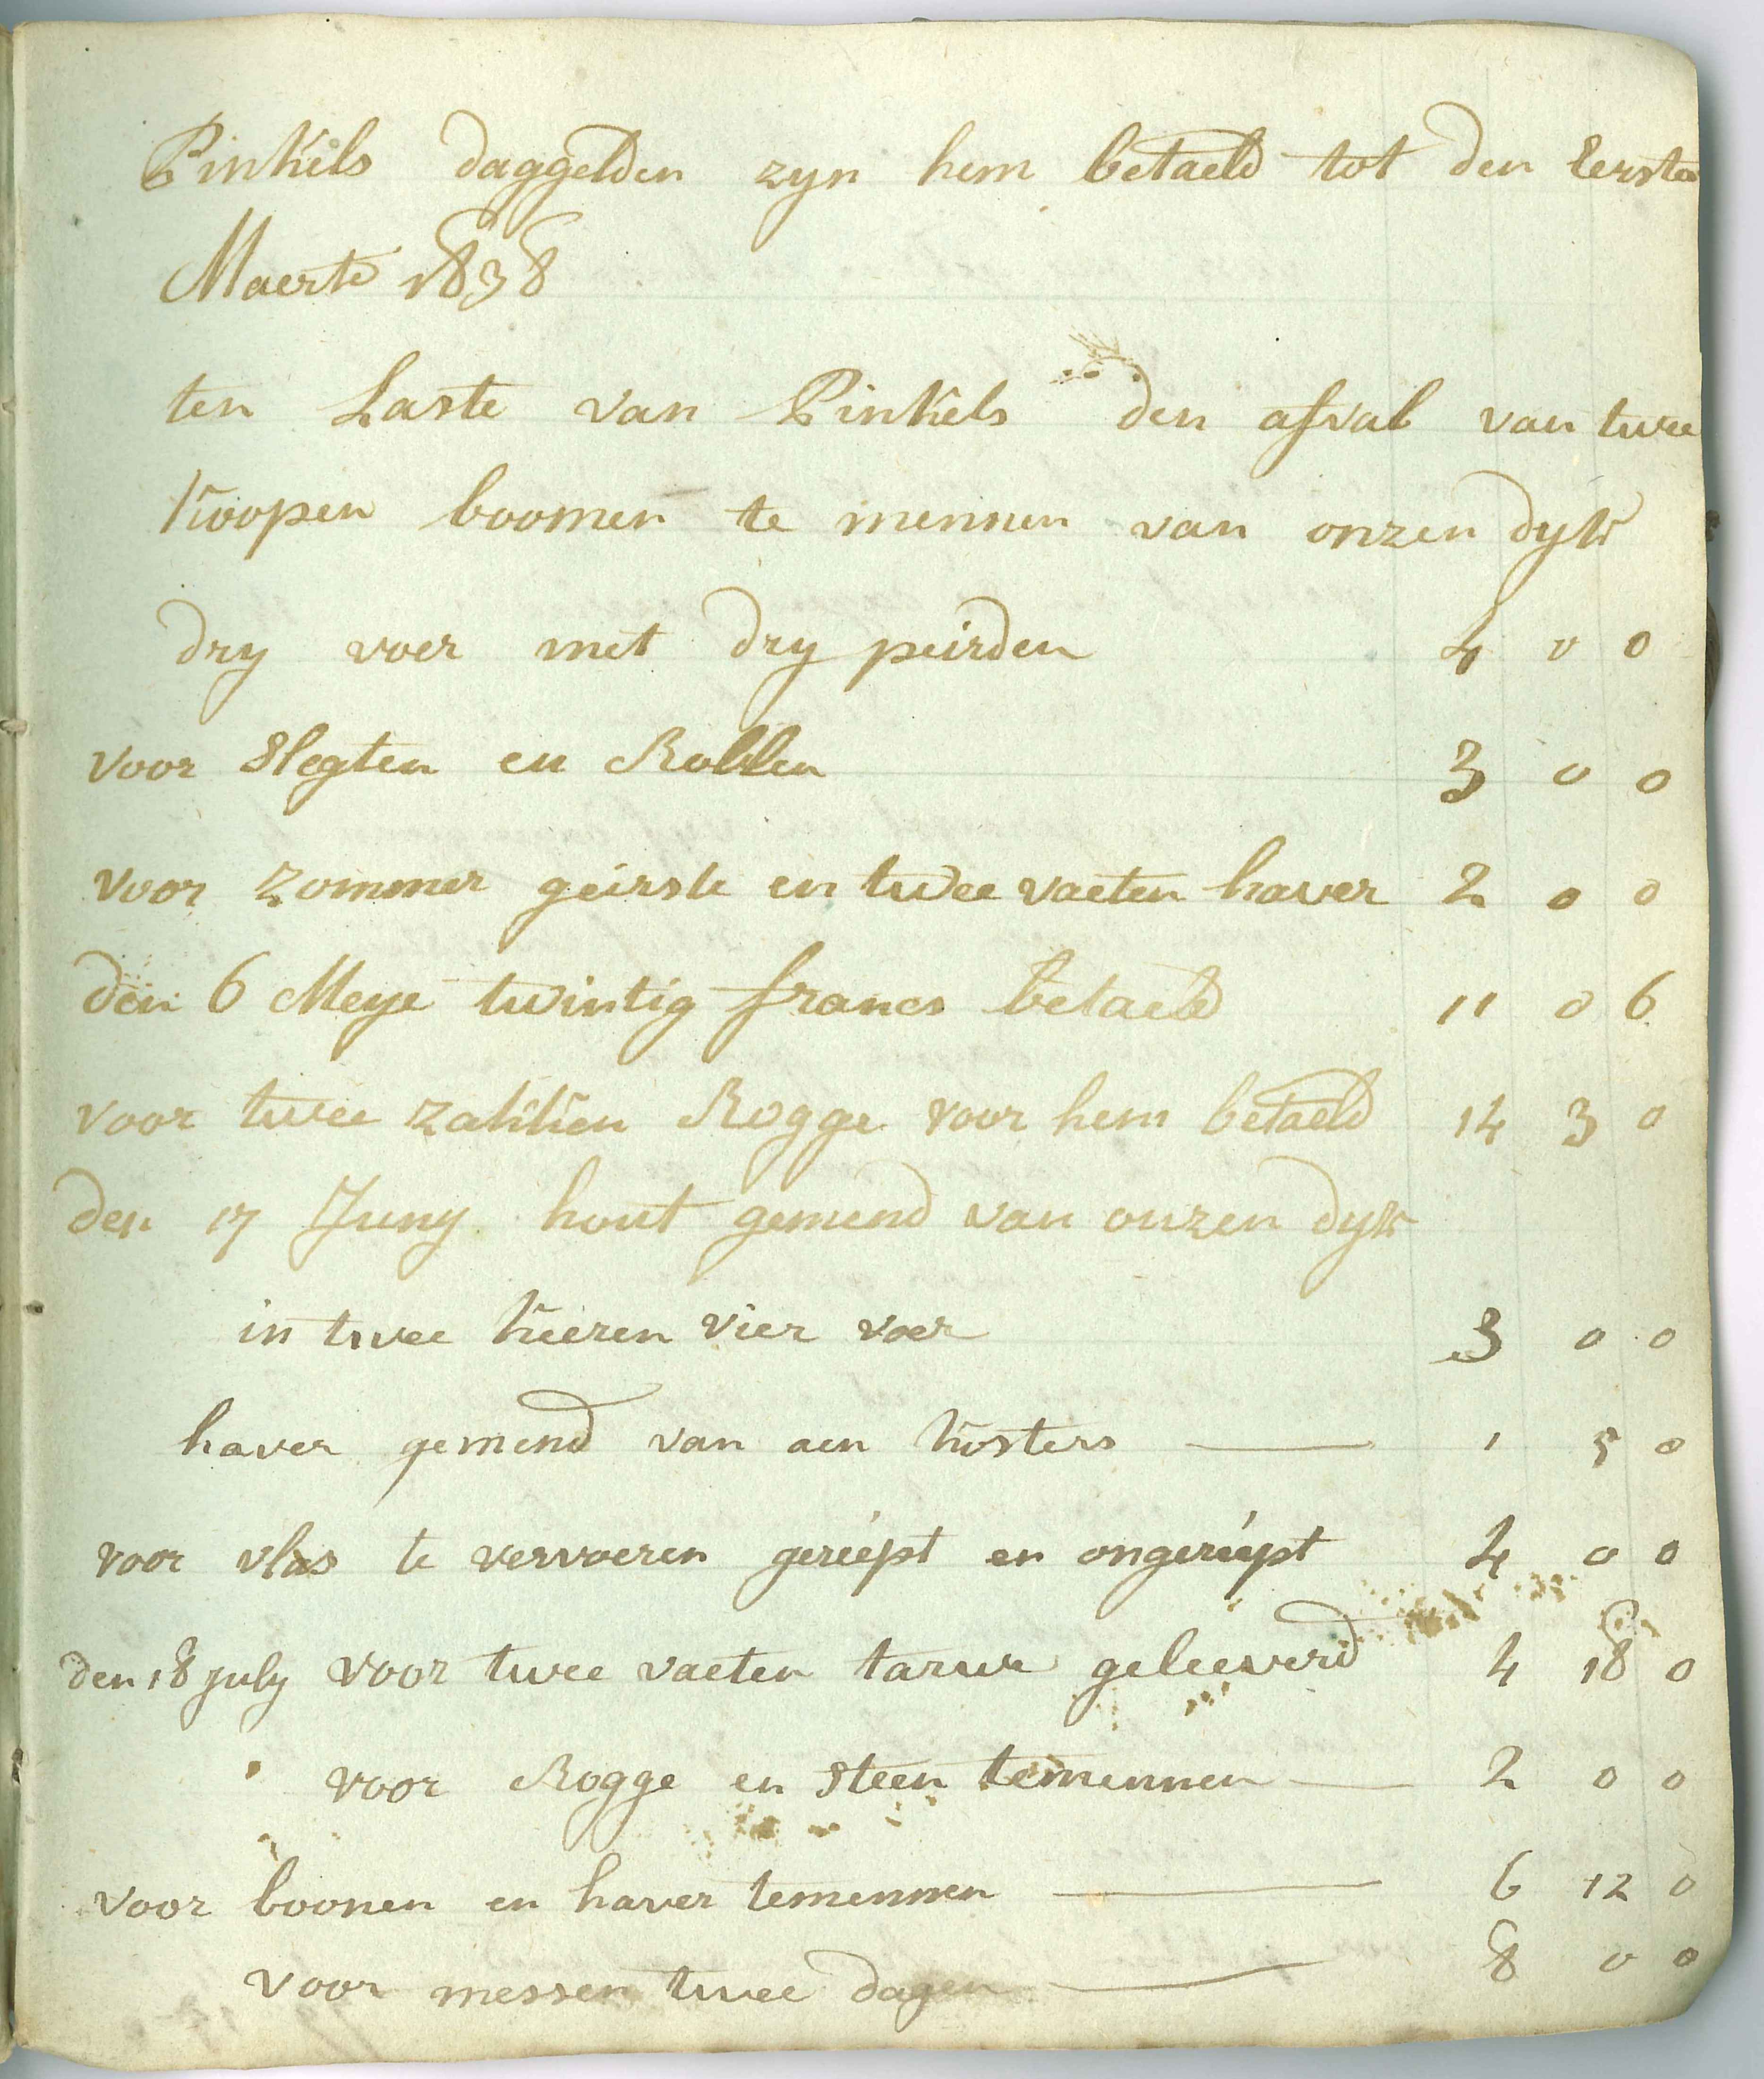 Pinkels daggelden zyn hem betaeld tot den Eersten
Maerte 1838
ten Laste van Pinkels den afval van twee
koopen boomen te mennen van onzen dyk
dry voer met dry peirden 4 0 0
voor Slegten en Rollen 3 0 0
voor zommer geirste en twee vaeten haver 2 0 0
den 6 Meye twintig francs betaeld 11 0 6
voor twee zakken Rogge voor hem betaeld 14 3 0
den 17 Juny hout gemend van onzen dyk
in twee keeren vier voer 3 0 0
haver gemend van aen kosters — 1 5 0
voor vlas te vervoeren gereept en ongereept 4 0 0
den 18 july voor twee vaeten tarwe geleeverd 4 18 0
voor Rogge en Steen temennen — 2 0 0
voor boonen en haver temennen — 6 12 0
voor messen twee dagen — 8 0 0